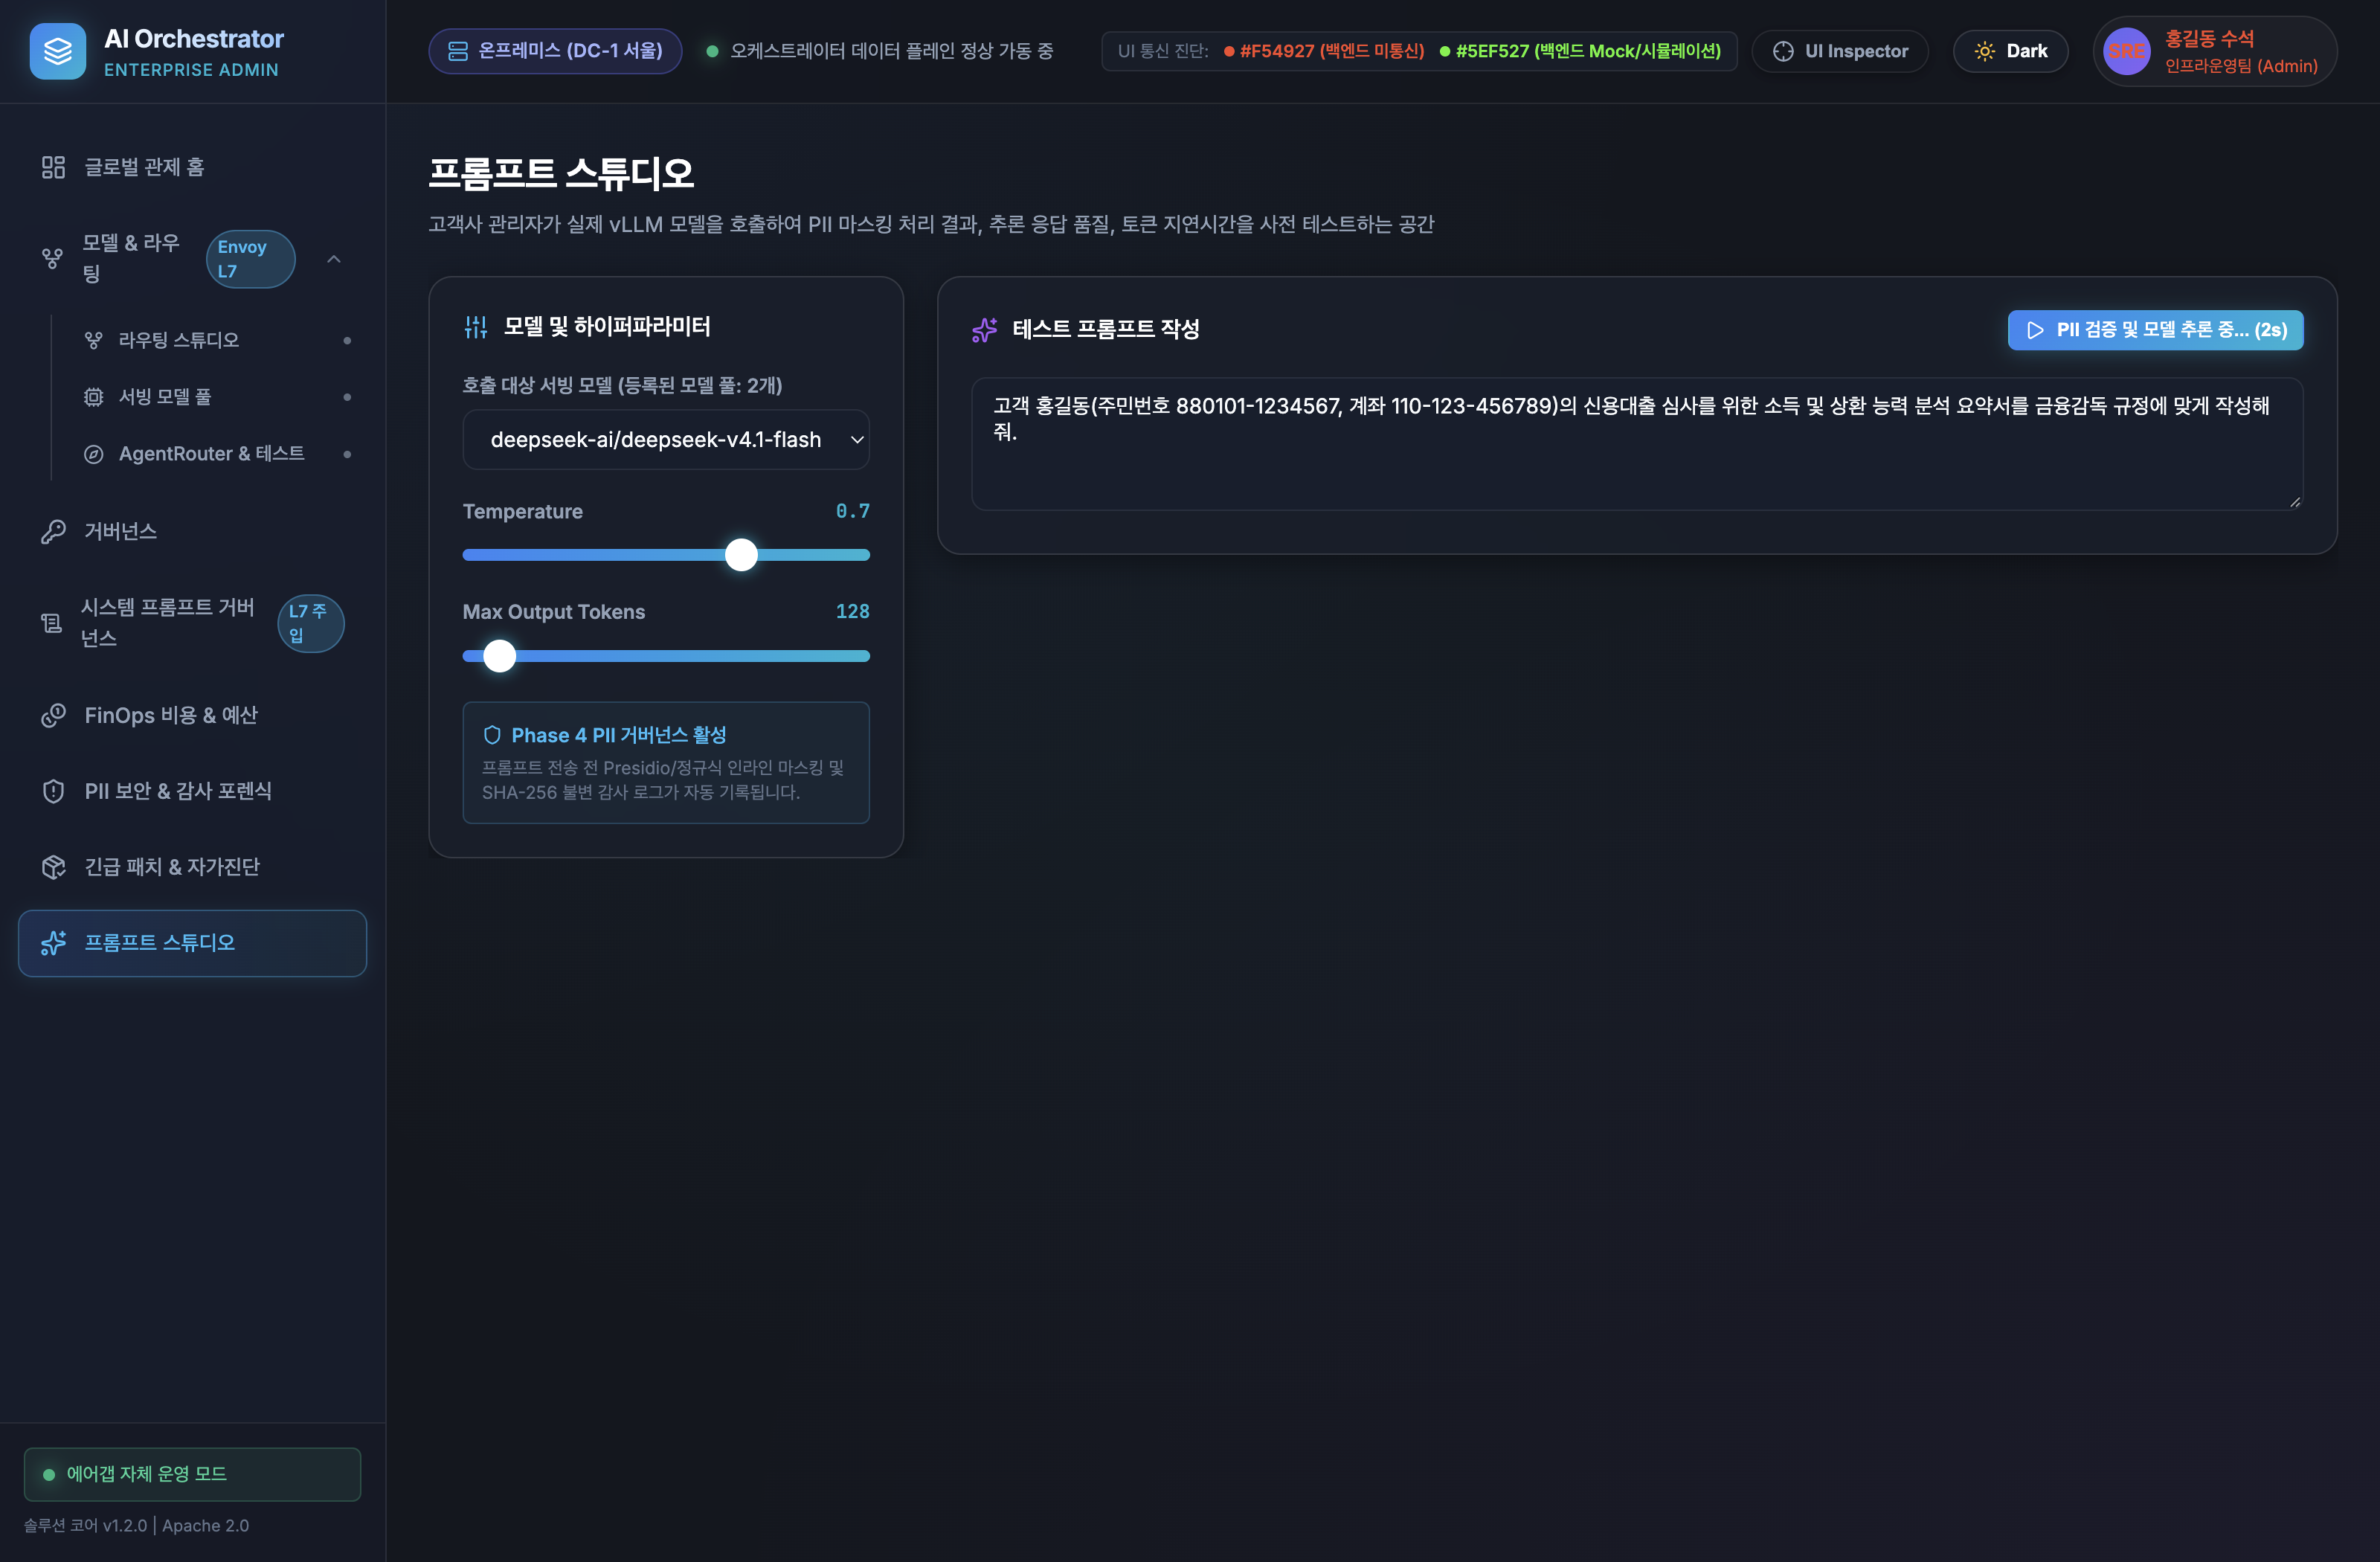 AI Orchestrator
ENTERPRISE ADMIN
온프레미스 (DC-1 서울)
오케스트레이터 데이터 플레인 정상 가동 중
UI 통신 진단: #F54927 (백엔드 미통신) #5EF527 (백엔드 Mock/시뮬레이션)
UI Inspector
Dark
SRE
홍길동 수석
인프라운영팀 (Admin)
글로벌 관제 홈
모델 & 라우
팅
Envoy
L7
라우팅 스튜디오
서빙 모델 풀
AgentRouter & 테스트
거버넌스
시스템 프롬프트 거버
넌스
L7 주
입
FinOps 비용 & 예산
PII 보안 & 감사 포렌식
긴급 패치 & 자가진단
프롬프트 스튜디오
에어갭 자체 운영 모드
솔루션 코어 v1.2.0 | Apache 2.0
프롬프트 스튜디오
고객사 관리자가 실제 vLLM 모델을 호출하여 PII 마스킹 처리 결과, 추론 응답 품질, 토큰 지연시간을 사전 테스트하는 공간
모델 및 하이퍼파라미터
호출 대상 서빙 모델 (등록된 모델 풀: 2개)
deepseek-ai/deepseek-v4.1-flash
Temperature 0.7
Max Output Tokens 128
Phase 4 PII 거버넌스 활성
프롬프트 전송 전 Presidio/정규식 인라인 마스킹 및
SHA-256 불변 감사 로그가 자동 기록됩니다.
테스트 프롬프트 작성
PII 검증 및 모델 추론 중... (2s)
고객 홍길동(주민번호 880101-1234567, 계좌 110-123-456789)의 신용대출 심사를 위한 소득 및 상환 능력 분석 요약서를 금융감독 규정에 맞게 작성해
줘.